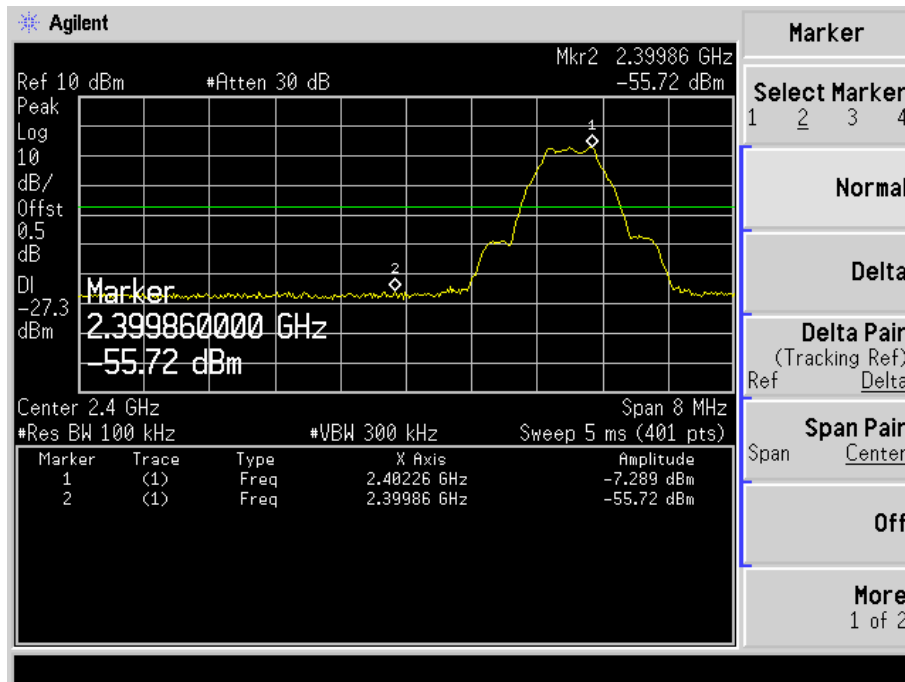 Agilent
Mkr2 2.39986 GHz
Ref 10 dBm #Atten 30 dB -55.72 dBm
Peak
Log
10
dB/
Offst
0.5
dB
DI
-27.3
dBm
1
2
Marker
2.399860000 GHz
-55.72 dBm
Center 2.4 GHz Span 8 MHz
#Res BW 100 kHz #VBW 300 kHz Sweep 5 ms (401 pts)
Marker Trace Type X Axis Amplitude
1 (1) Freq 2.40226 GHz -7.289 dBm
2 (1) Freq 2.39986 GHz -55.72 dBm
Marker
Select Marker
1 2 3 4
Normal
Delta
Delta Pair
(Tracking Ref)
Ref Delta
Span Pair
Span Center
Off
More
1 of 2